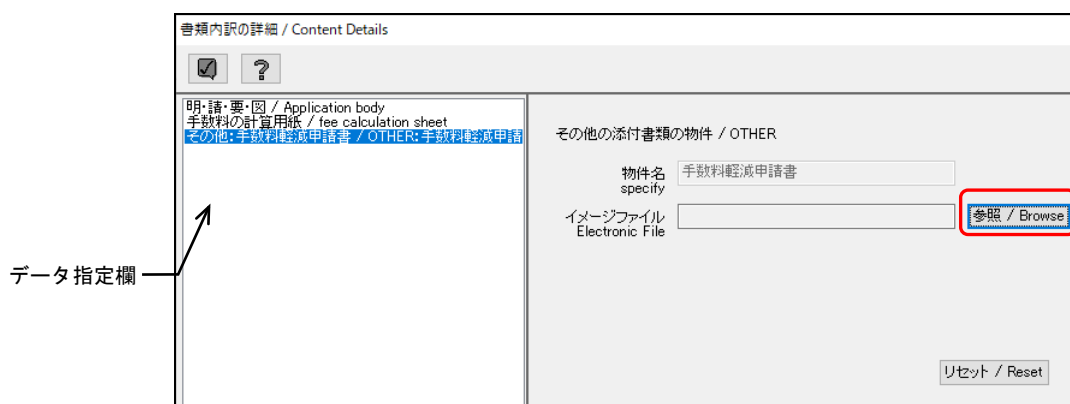 書類内訳の詳細 / Content Details
明・請・要・図 / Application body
手数料の計算用紙 / fee calculation sheet
その他:手数料軽減申請書 / OTHER:手数料軽減申請
その他の添付書類の物件 / OTHER
物件名 手数料軽減申請書
specify
イメージファイル 参照 / Browse
Electronic File
データ指定欄
リセット / Reset